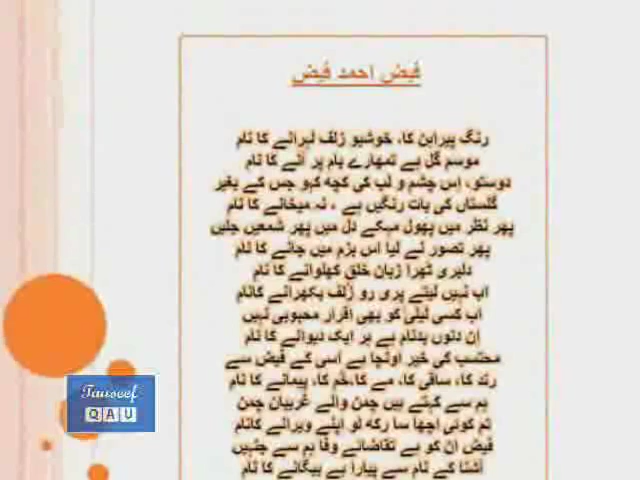 فیض احمد فیض
رنگ پیراہن کا، خوشبو زلف لہرانے کا نام
موسم گل ہے تمھارے بام پر آنے کا نام
دوستو، اس چشم و لب کی کچھ کہو جس کے بغیر
گلستاں کی بات رنگیں ہے ، نہ میخانے کا نام
پھر نظر میں پھول مہکے دل میں پھر شمعیں جلیں
پھر تصور نے لیا اس بزم میں جانے کا نام
دلبری ٹھرا زبان خلق کھلوانے کا نام
اب نہیں لیتے پری رو زلف بکھرانے کانام
اب کسی لیلیٰ کو بھی اقرار محبوبی نہیں
ان دنوں بدنام ہے ہر ایک دیوانے کا نام
محتسب کی خیر اونچا ہے اسی کے فیض سے
رند کا، ساقی کا، مے کا،خُم کا، پیمانے کا نام
ہم سے کہتے ہیں چمن والے غریبان چمن
تم کوئی اچھا سا رکھ لو اپنے ویرانے کانام
فیض ان کو ہے تقاضائے وفا ہم سے جنہیں
آشنا کے نام سے پیارا ہے بیگانے کا نام
Tauseef
QAU